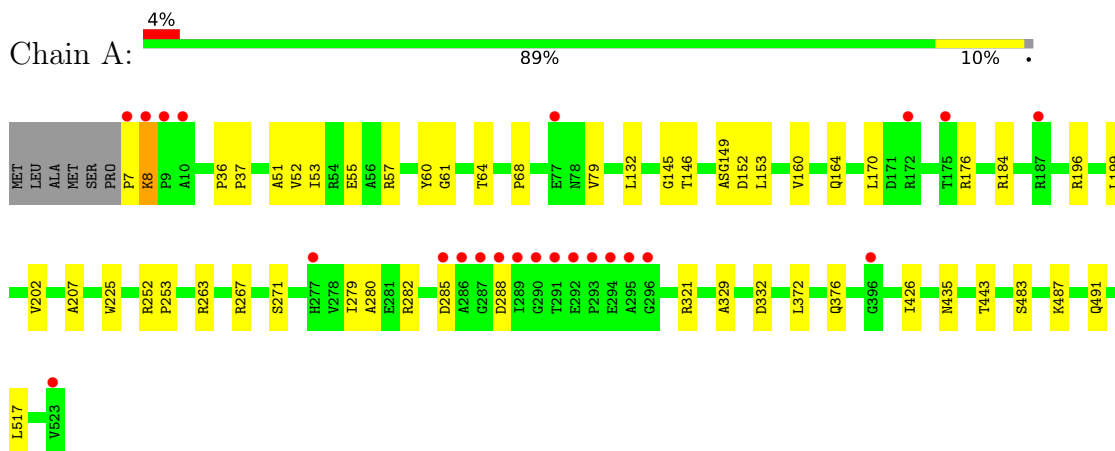 4%
Chain A:
89% 10% •
MET LEU ALA MET SER PRO P7 K8 P9 A10 P36 P37 A51 V52 I53 R54 E55 A56 R57 Y60 G61 T64 P68 E77 N78 V79 L132 G145 T146 ASG149 D152 L153 V160 Q164 L170 D171 R172 T175 R176 R184 R187 R196 L199
V202 A207 W225 R252 P253 R263 R267 S271 H277 V278 I279 A280 E281 R282 D285 A286 G287 D288 I289 G290 T291 E292 P293 E294 A295 G296 R321 A329 D332 L372 Q376 G396 I426 N435 T443 S483 K487 Q491
L517 V523